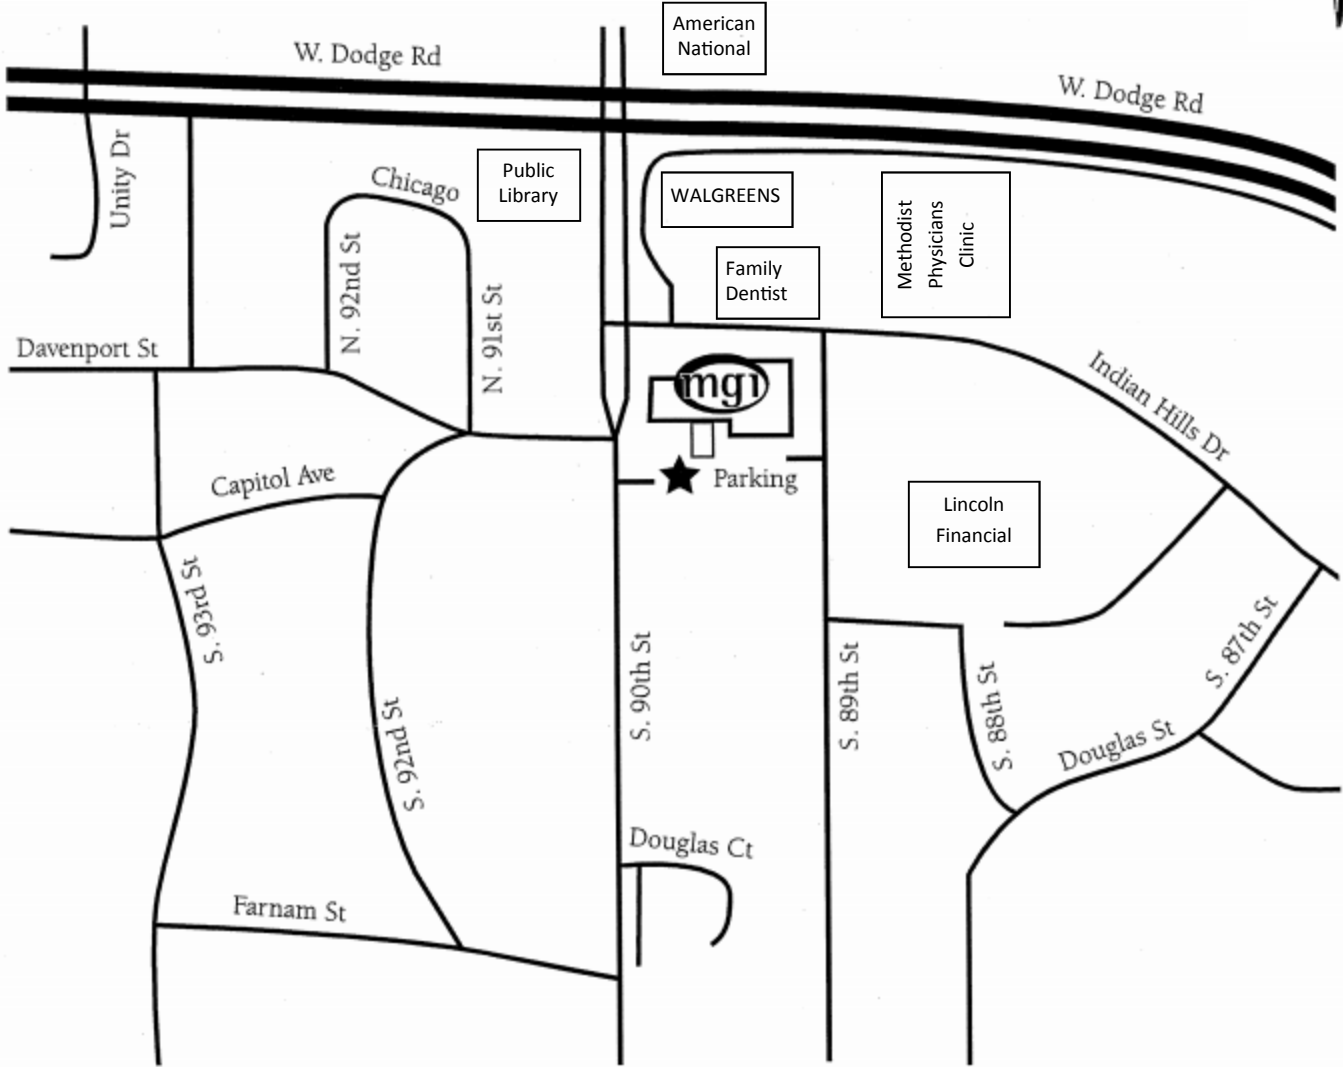 American
National
W. Dodge Rd
W. Dodge Rd
Unity Dr
Chicago
Public
Library
WALGREENS
Methodist
Physicians
Clinic
Family
Dentist
N. 92nd St
N. 91st St
Davenport St
mgi
Indian Hills Dr
Capitol Ave
Parking
Lincoln
Financial
S. 93rd St
S. 90th St
S. 89th St
S. 88th St
S. 87th St
S. 92nd St
Douglas St
Douglas Ct
Farnam St